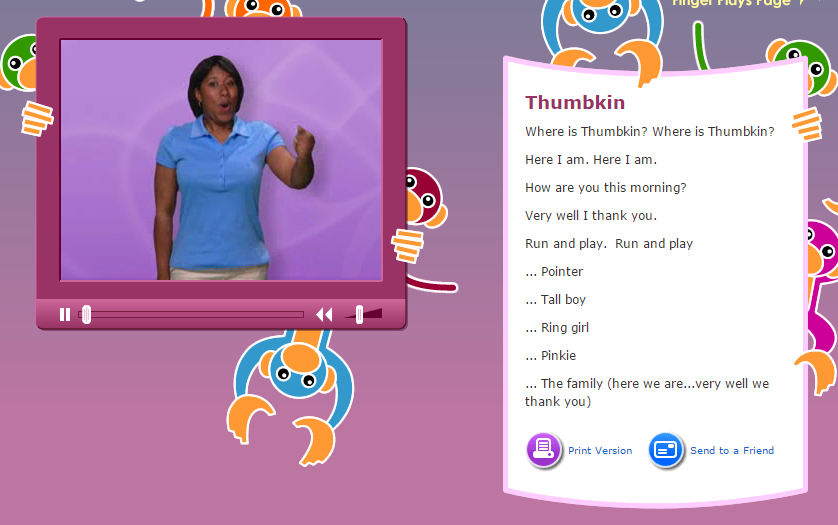 Finger Plays Page
Thumbkin
Where is Thumbkin? Where is Thumbkin?
Here I am. Here I am.
How are you this morning?
Very well I thank you.
Run and play.  Run and play
... Pointer
... Tall boy
... Ring girl
... Pinkie
... The family (here we are...very well we
thank you)
Print Version
Send to a Friend